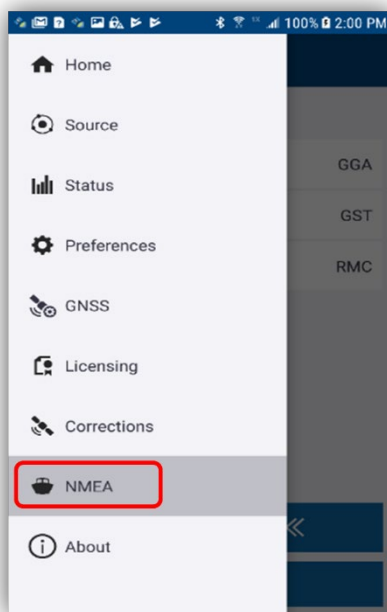 100% 2:00 PM
Home
Source
GGA
Status
GST
Preferences
RMC
GNSS
Licensing
Corrections
NMEA
About